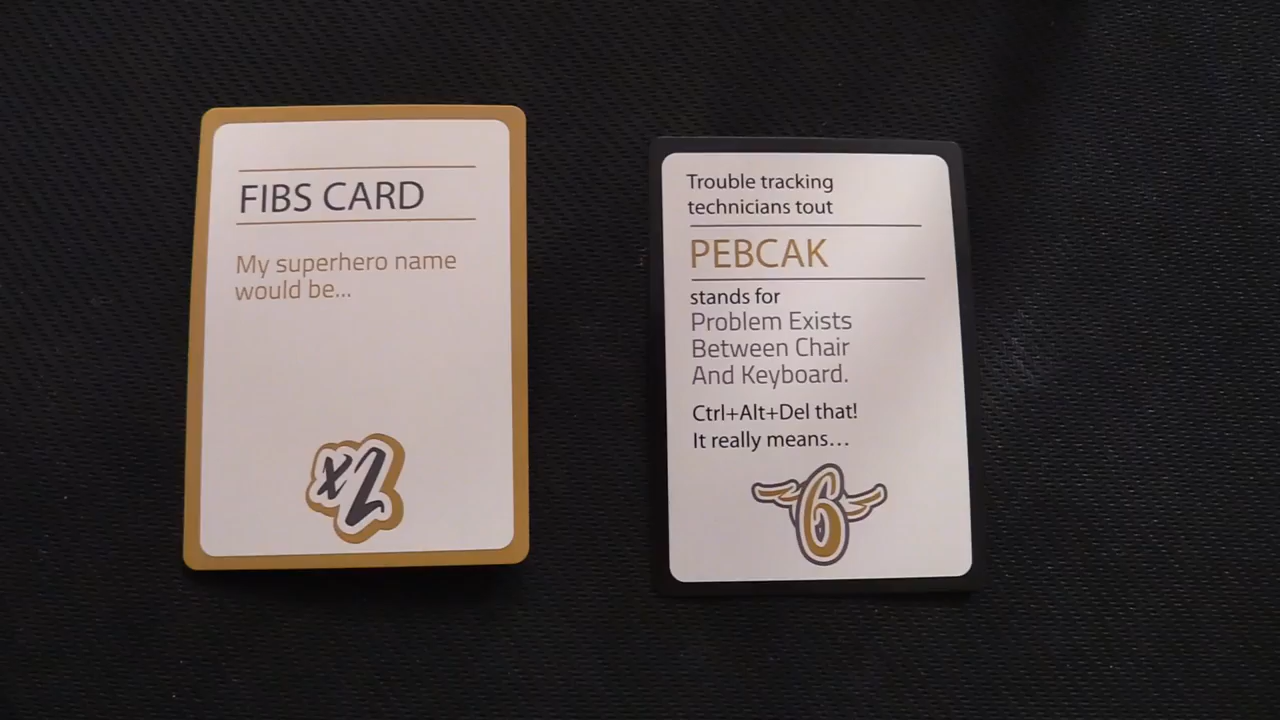 FIBS CARD
My superhero name
would be...
x2
Trouble tracking
technicians tout
PEBCAK
stands for
Problem Exists
Between Chair
And Keyboard.
Ctrl+Alt+Del that!
It really means...
6